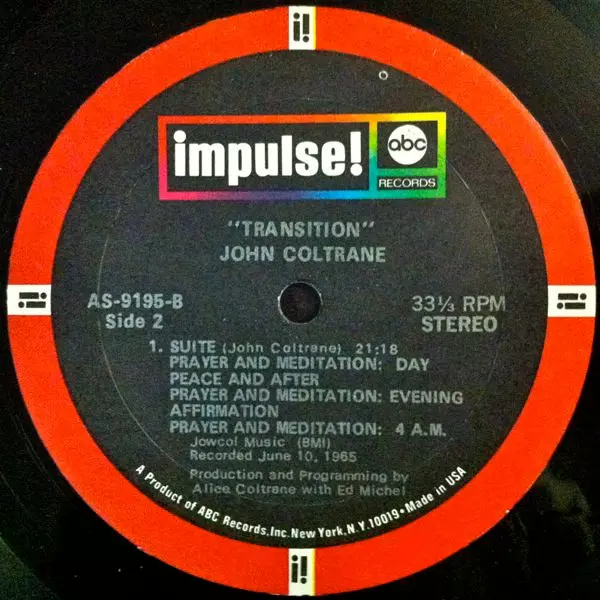 i!
impulse!
abc
RECORDS
"TRANSITION"
JOHN COLTRANE
AS-9195-B
Side 2
33⅓ RPM
STEREO
1. SUITE (John Coltrane) 21:18
PRAYER AND MEDITATION: DAY
PEACE AND AFTER
PRAYER AND MEDITATION: EVENING
AFFIRMATION
PRAYER AND MEDITATION: 4 A.M.
Jowcol Music (BMI)
Recorded June 10, 1965
Production and Programming by
Alice Coltrane with Ed Michel
A Product of ABC Records, Inc. New York, N.Y. 10019 • Made in USA
i!
i!
i!